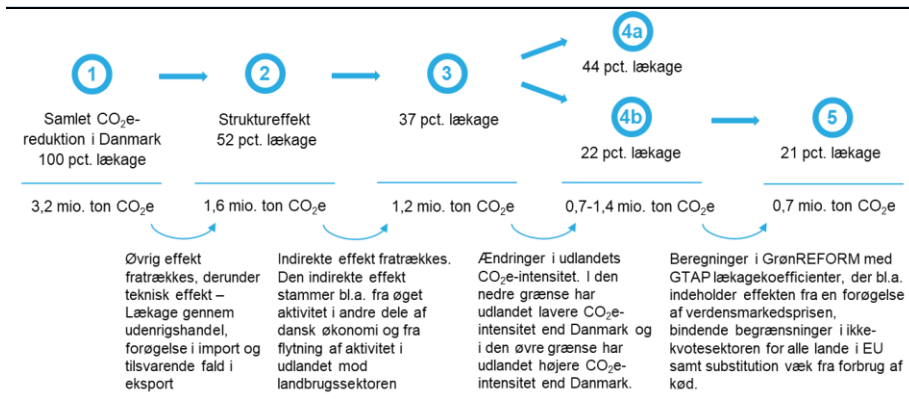 1
Samlet CO₂e-
reduktion i Danmark
100 pct. lækage
3,2 mio. ton CO₂e
2
Struktureffekt
52 pct. lækage
1,6 mio. ton CO₂e
3
37 pct. lækage
1,2 mio. ton CO₂e
4a
44 pct. lækage
4b
22 pct. lækage
0,7-1,4 mio. ton CO₂e
5
21 pct. lækage
0,7 mio. ton CO₂e
Øvrig effekt
fratrækkes, derunder
teknisk effekt –
Lækage gennem
udenrigshandel,
forøgelse i import og
tilsvarende fald i
eksport
Indirekte effekt fratrækkes.
Den indirekte effekt
stammer bl.a. fra øget
aktivitet i andre dele af
dansk økonomi og fra
flytning af aktivitet i
udlandet mod
landbrugssektoren
Ændringer i udlandets
CO₂e-intensitet. I den
nedre grænse har
udlandet lavere CO₂e-
intensitet end Danmark og
i den øvre grænse har
udlandet højere CO₂e-
intensitet end Danmark.
Beregninger i GrønREFORM med
GTAP lækagekoefficienter, der bl.a.
indeholder effekten fra en forøgelse
af verdensmarkedsprisen,
bindende begrænsninger i ikke-
kvotesektoren for alle lande i EU
samt substitution væk fra forbrug af
kød.